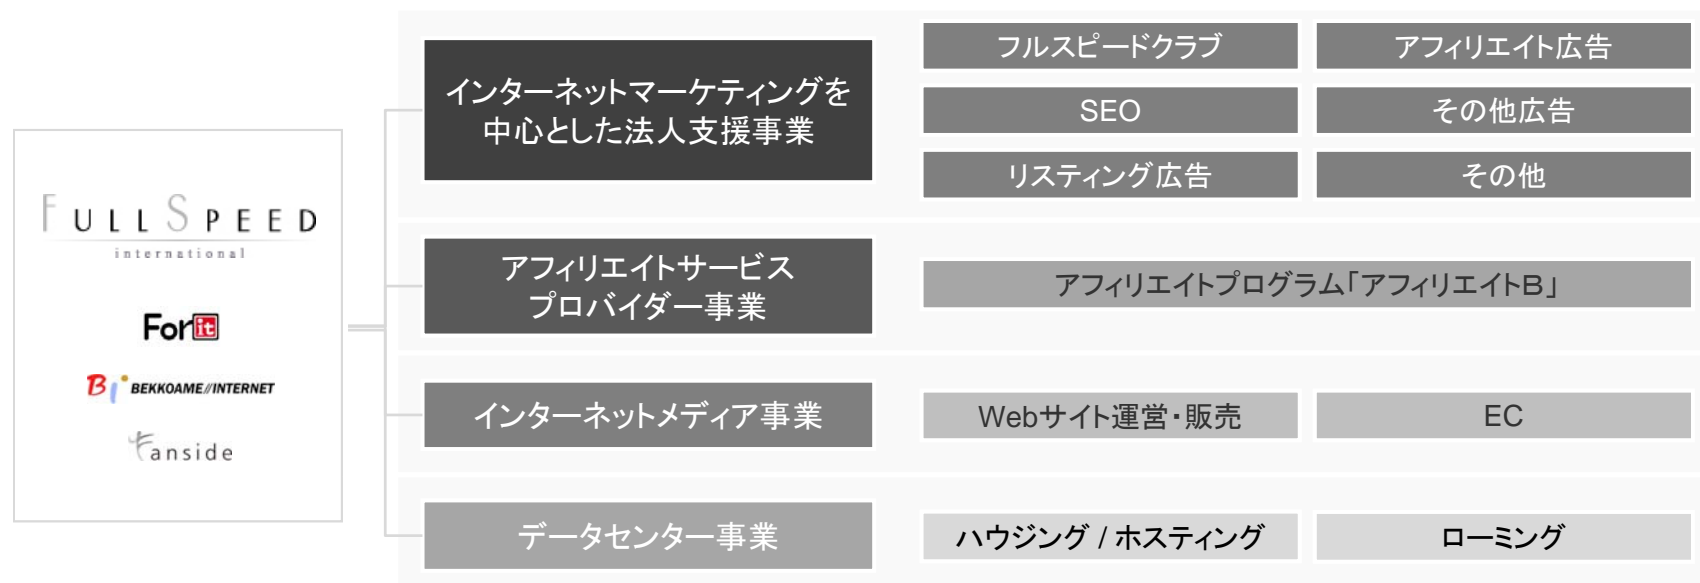 FULLSPEED
international
Forit
BI BEKKOAME//INTERNET
Fanside
インターネットマーケティングを
中心とした法人支援事業
フルスピードクラブ
アフィリエイト広告
SEO
その他広告
リスティング広告
その他
アフィリエイトサービス
プロバイダー事業
アフィリエイトプログラム「アフィリエイトB」
インターネットメディア事業
Webサイト運営・販売
EC
データセンター事業
ハウジング / ホスティング
ローミング